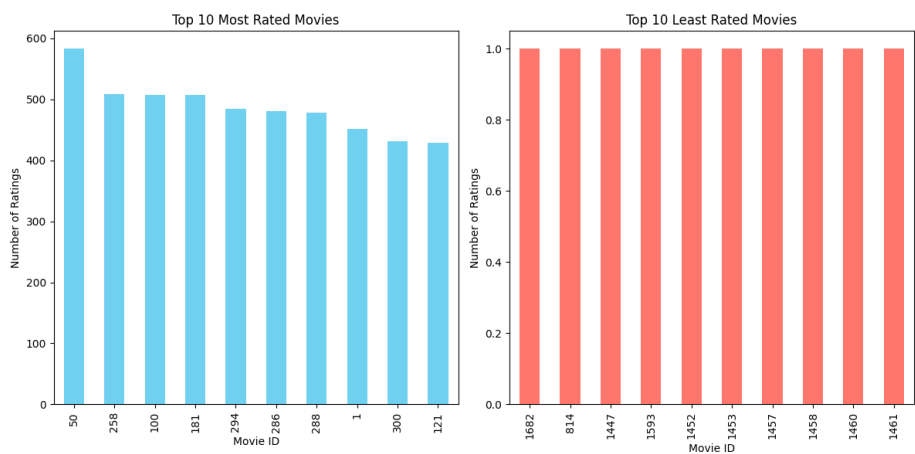 Top 10 Most Rated Movies
Number of Ratings
600
500
400
300
200
100
0
50 258 100 181 294 286 288 1 300 121
Movie ID
Top 10 Least Rated Movies
Number of Ratings
1.0
0.8
0.6
0.4
0.2
0.0
1682 814 1447 1593 1452 1453 1457 1458 1460 1461
Movie ID